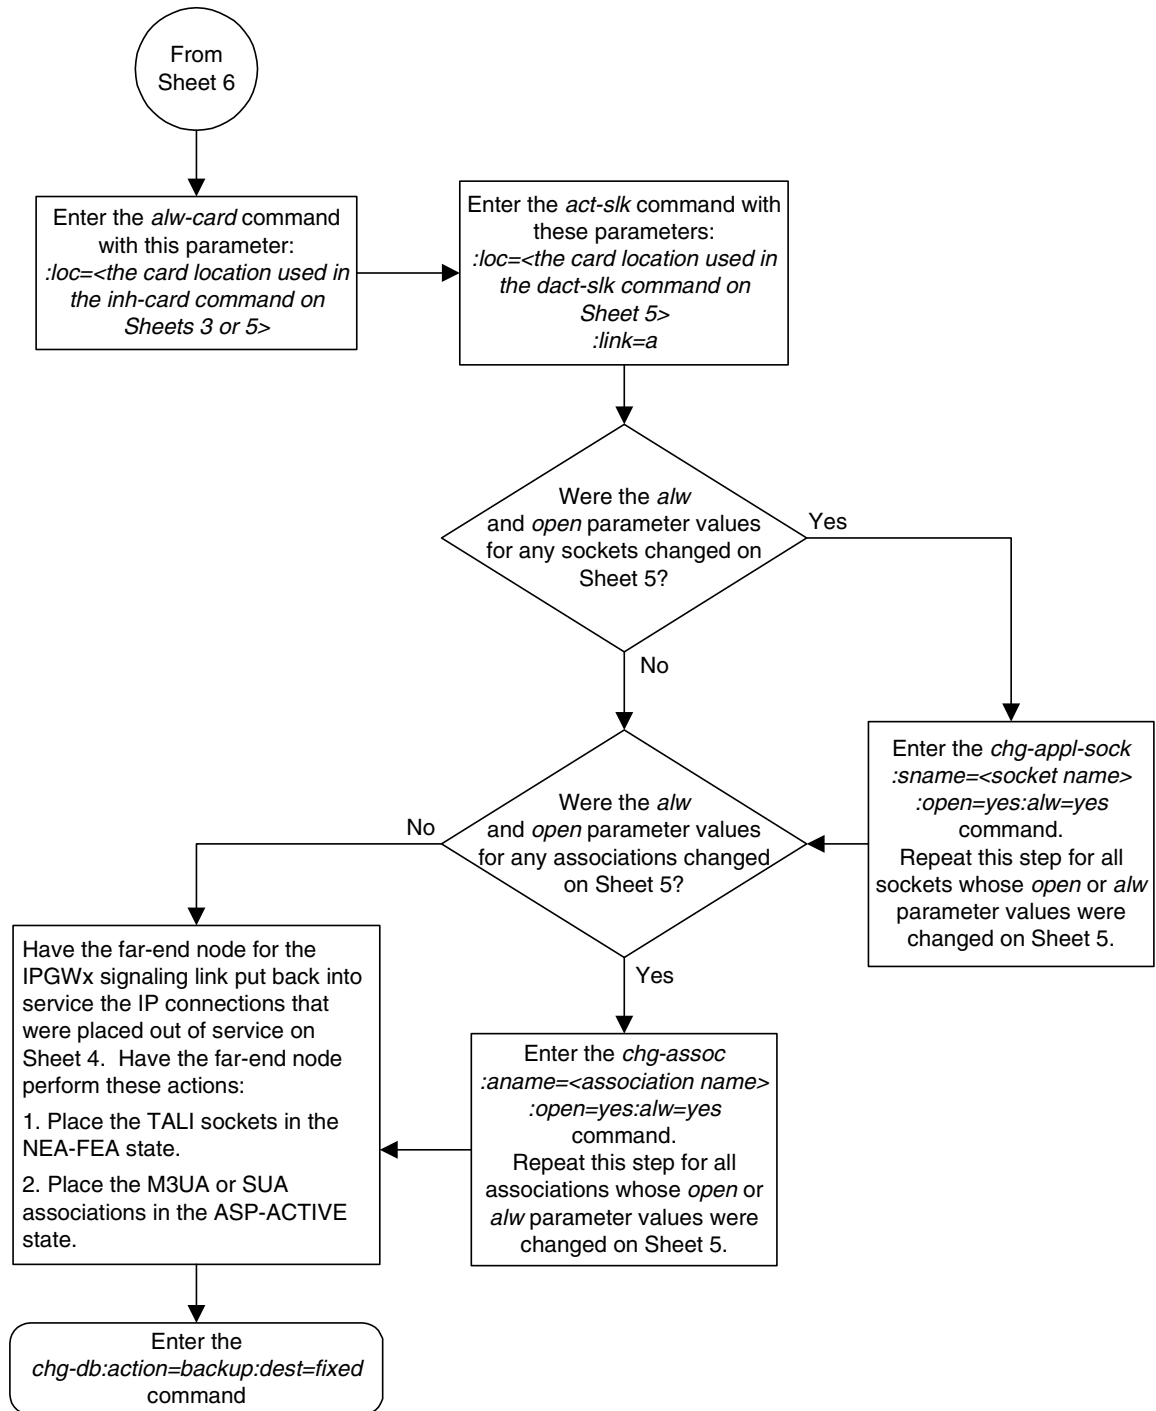 From
Sheet 6
Enter the alw-card command
with this parameter:
:loc=<the card location used in
the inh-card command on
Sheets 3 or 5>
Enter the act-slk command with
these parameters:
:loc=<the card location used in
the dact-slk command on
Sheet 5>
:link=a
Were the alw
and open parameter values
for any sockets changed on
Sheet 5?
Yes
No
Enter the chg-appl-sock
:sname=<socket name>
:open=yes:alw=yes
command.
Repeat this step for all
sockets whose open or alw
parameter values were
changed on Sheet 5.
Were the alw
and open parameter values
for any associations changed
on Sheet 5?
No
Yes
Enter the chg-assoc
:aname=<association name>
:open=yes:alw=yes
command.
Repeat this step for all
associations whose open or
alw parameter values were
changed on Sheet 5.
Have the far-end node for the
IPGWx signaling link put back into
service the IP connections that
were placed out of service on
Sheet 4.  Have the far-end node
perform these actions:
1. Place the TALI sockets in the
NEA-FEA state.
2. Place the M3UA or SUA
associations in the ASP-ACTIVE
state.
Enter the
chg-db:action=backup:dest=fixed
command